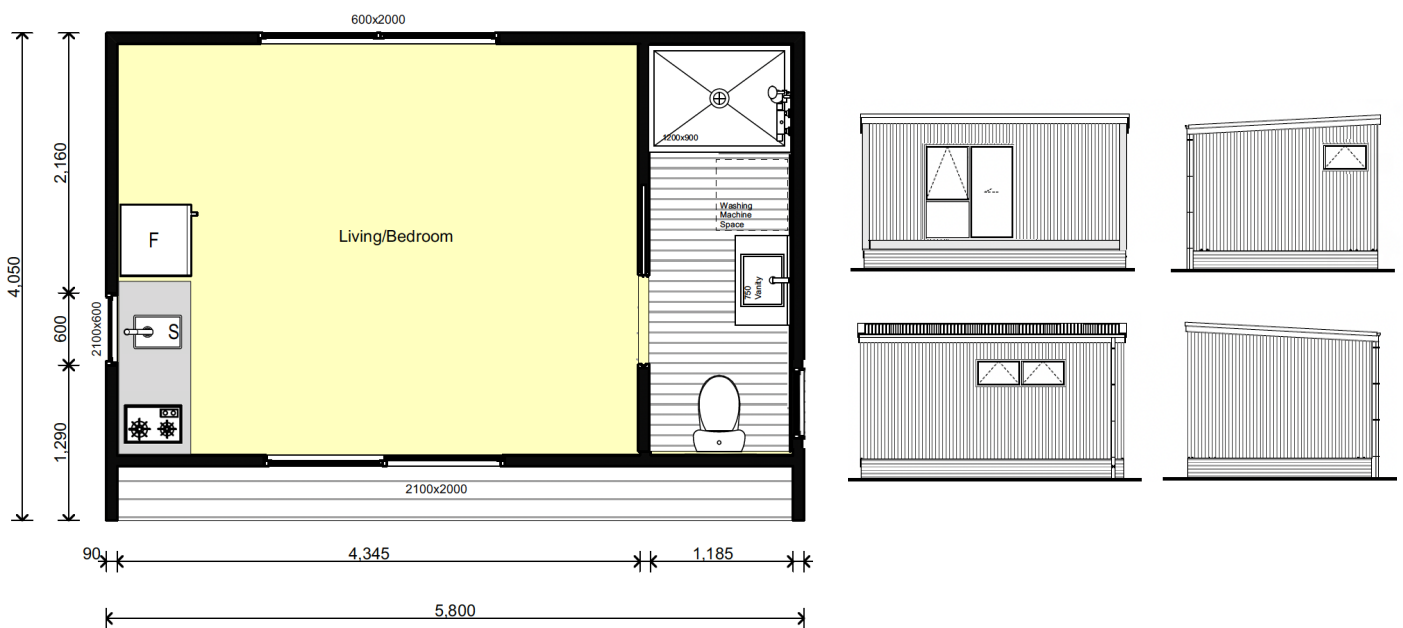 600x2000
1200x900
2,160
Washing
Machine
Space
F
Living/Bedroom
4,050
600
2100x600
S
750
Vanity
1,290
2100x2000
90
4,345
1,185
5,800